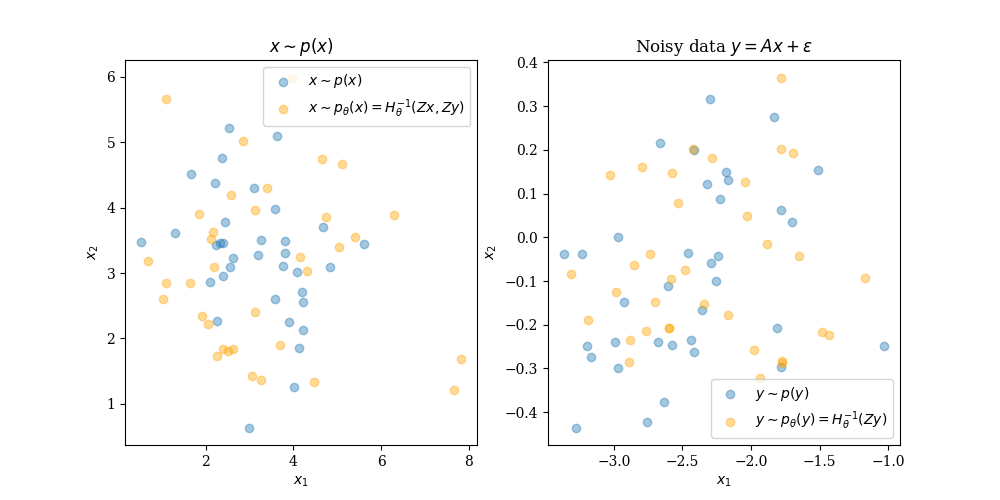 x ∼ p(x)
x ∼ p(x)
x ∼ pθ(x) = Hθ⁻¹(Zx, Zy)
x₂
6
5
4
3
2
1
2 4 6 8
x₁
Noisy data y = Ax + ε
x₂
0.4
0.3
0.2
0.1
0.0
−0.1
−0.2
−0.3
−0.4
y ∼ p(y)
y ∼ pθ(y) = Hθ⁻¹(Zy)
−3.0 −2.5 −2.0 −1.5 −1.0
x₁